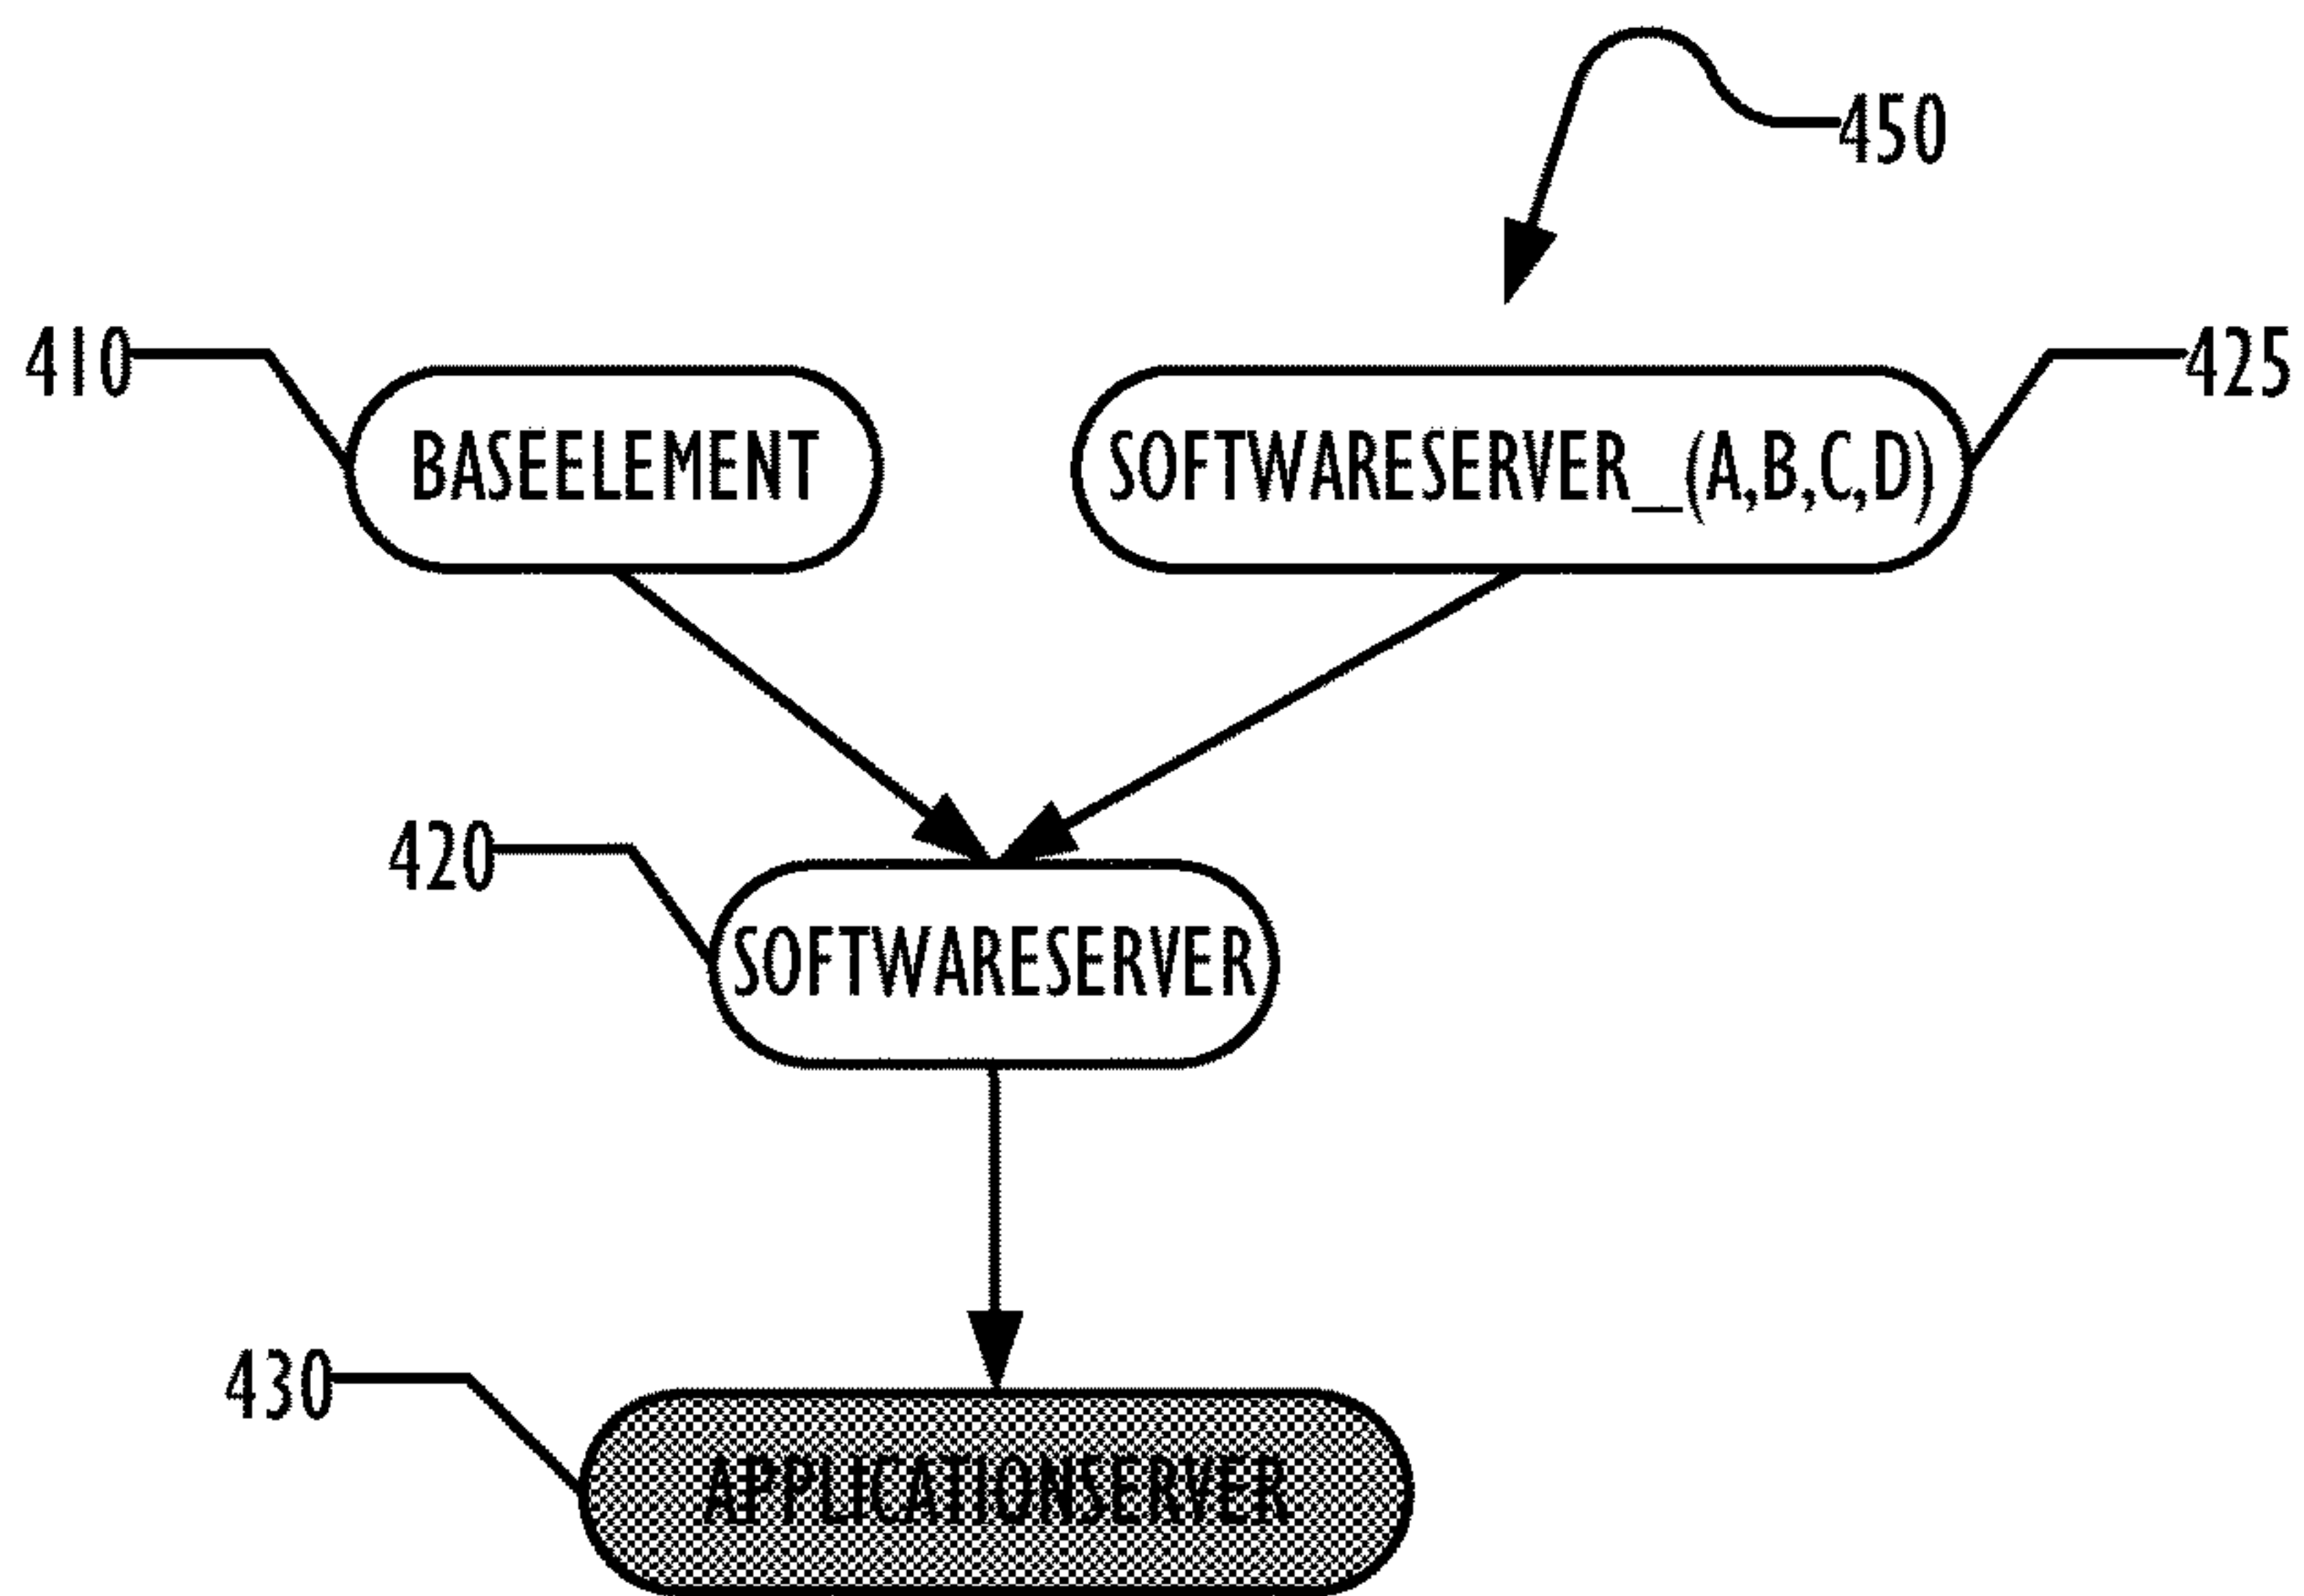 450
410
425
BASEELEMENT
SOFTWARESERVER_(A,B,C,D)
420
SOFTWARESERVER
430
APPLICATIONSERVER